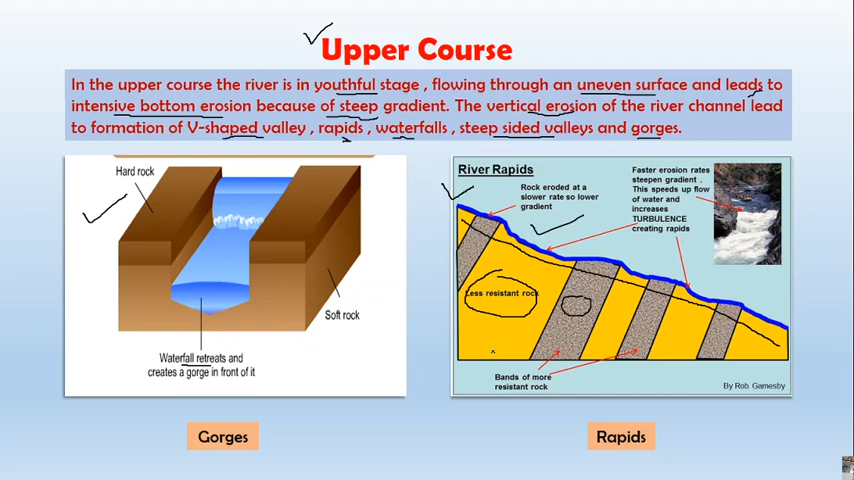 Upper Course
In the upper course the river is in youthful stage , flowing through an uneven surface and leads to
intensive bottom erosion because of steep gradient. The vertical erosion of the river channel lead
to formation of V-shaped valley , rapids , waterfalls , steep sided valleys and gorges.
Hard rock
Soft rock
Waterfall retreats and
creates a gorge in front of it
Gorges
River Rapids
Rock eroded at a
slower rate so lower
gradient
Faster erosion rates
steepen gradient .
This speeds up flow
of water and
increases
TURBULENCE
creating rapids
Less resistant rock
Bands of more
resistant rock
By Rob Gamesby
Rapids